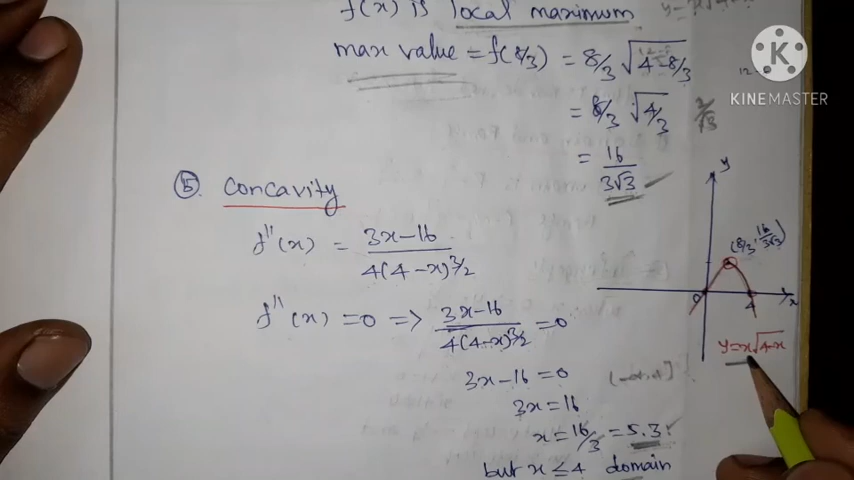 f(x) is local maximum
max value = f(8/3) = 8/3 √(4-8/3)
= 8/3 √(4/3)
= 16/3√3
⑤. Concavity
f''(x) = 3x-16/4(4-x)^3/2
f''(x) = 0 => 3x-16/4(4-x)^3/2 = 0
3x-16 = 0
3x = 16
x = 16/3 = 5.3
but x ≤ 4 domain
y
(8/3, 16/3√3)
0
4
x
y=x√4-x
KINEMASTER